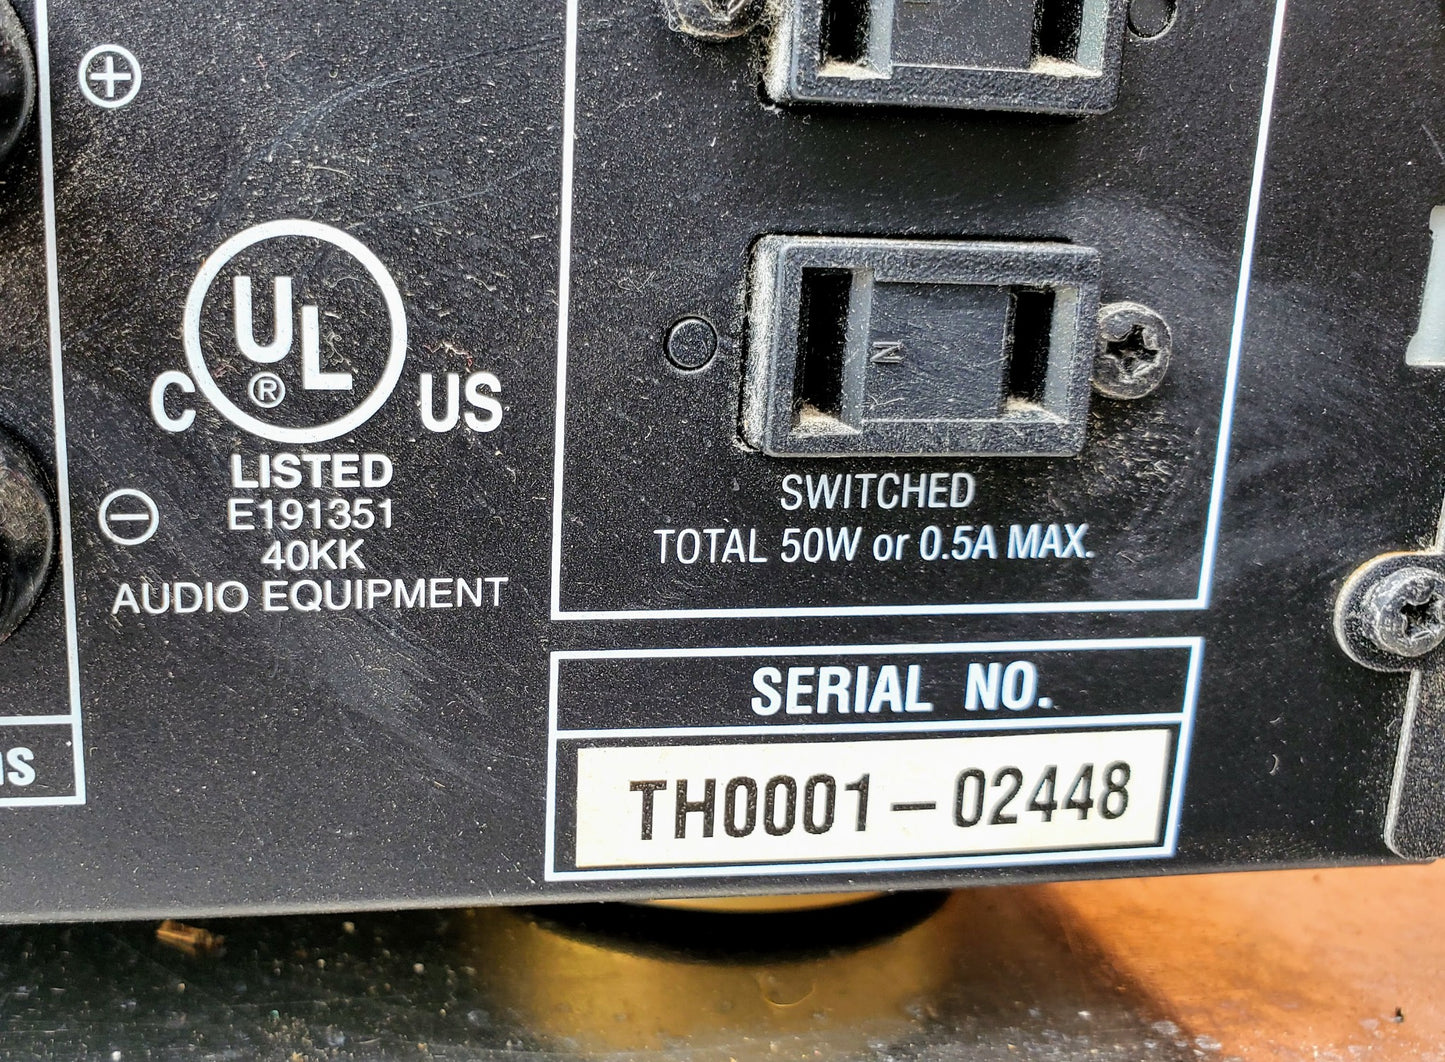 UL
®
C US
LISTED
E191351
40KK
AUDIO EQUIPMENT
N
SWITCHED
TOTAL 50W or 0.5A MAX.
SERIAL NO.
TH0001-02448